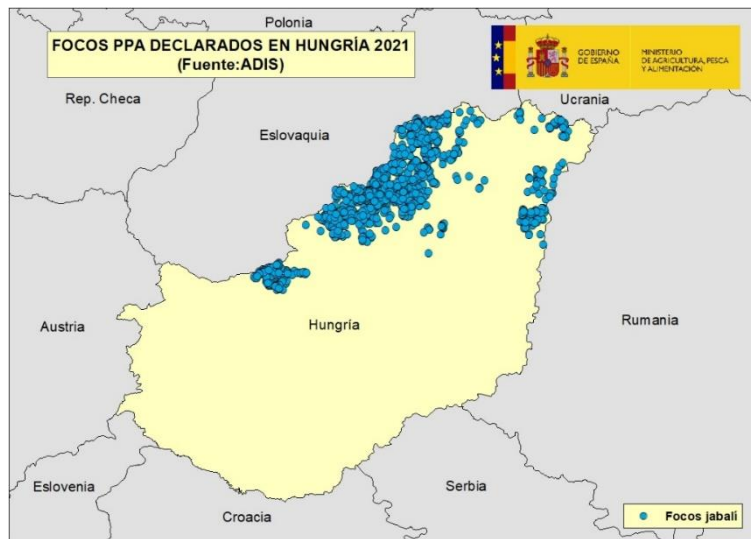 Polonia
FOCOS PPA DECLARADOS EN HUNGRÍA 2021
(Fuente:ADIS)
GOBIERNO
DE ESPAÑA
MINISTERIO
DE AGRICULTURA, PESCA
Y ALIMENTACIÓN
Rep. Checa
Ucrania
Eslovaquia
Austria
Hungría
Rumania
Eslovenia
Serbia
Croacia
Focos jabalí